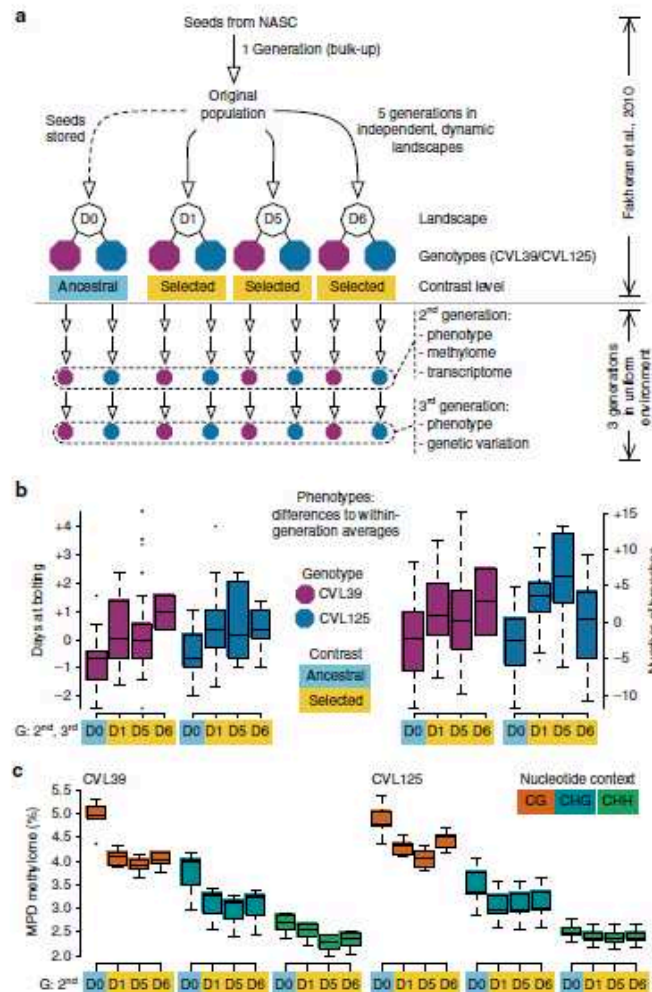 a
Seeds from NASC
1 Generation (bulk-up)
Original
population
Seeds
stored
5 generations in
independent, dynamic
landscapes
Fakheran et al., 2010
D0 D1 D5 D6 Landscape
Genotypes (CVL39/CVL125)
Ancestral Selected Selected Selected Contrast level
2nd generation:
- phenotype
- methylome
- transcriptome
3rd generation:
- phenotype
- genetic variation
3 generations
in uniform
environment
b
Phenotypes:
differences to within-
generation averages
Genotype
CVL39
CVL125
Contrast
Ancestral
Selected
Days at bolting
+4
+3
+2
+1
0
−1
−2
+15
+10
+5
0
−5
−10
Number of branches
G: 2nd, 3rd D0 D1 D5 D6 D0 D1 D5 D6 D0 D1 D5 D6 D0 D1 D5 D6
c
CVL39 CVL125 Nucleotide context
CG CHG CHH
MPD methylome (%)
5.5
5.0
4.5
4.0
3.5
3.0
2.5
2.0
G: 2nd D0 D1 D5 D6 D0 D1 D5 D6 D0 D1 D5 D6 D0 D1 D5 D6 D0 D1 D5 D6 D0 D1 D5 D6